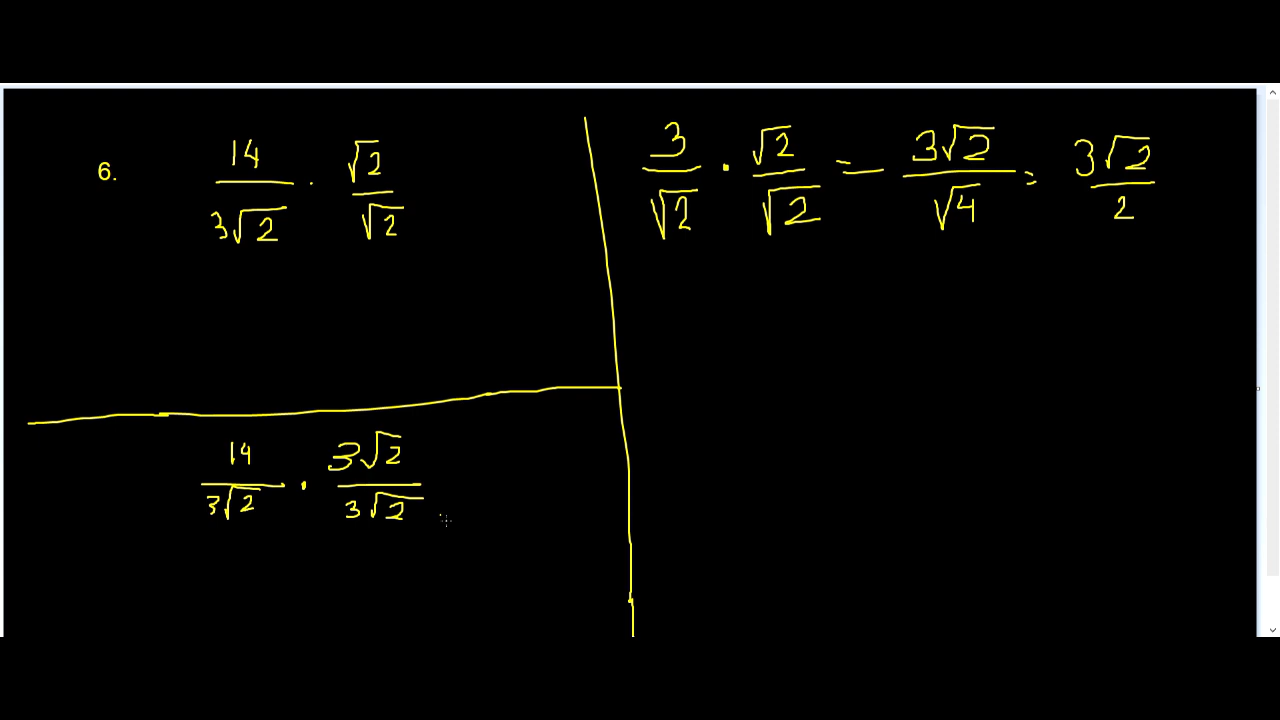 6. 14/3√2 · √2/√2
3/√2 · √2/√2 = 3√2/√4 = 3√2/2
14/3√2 · 3√2/3√2